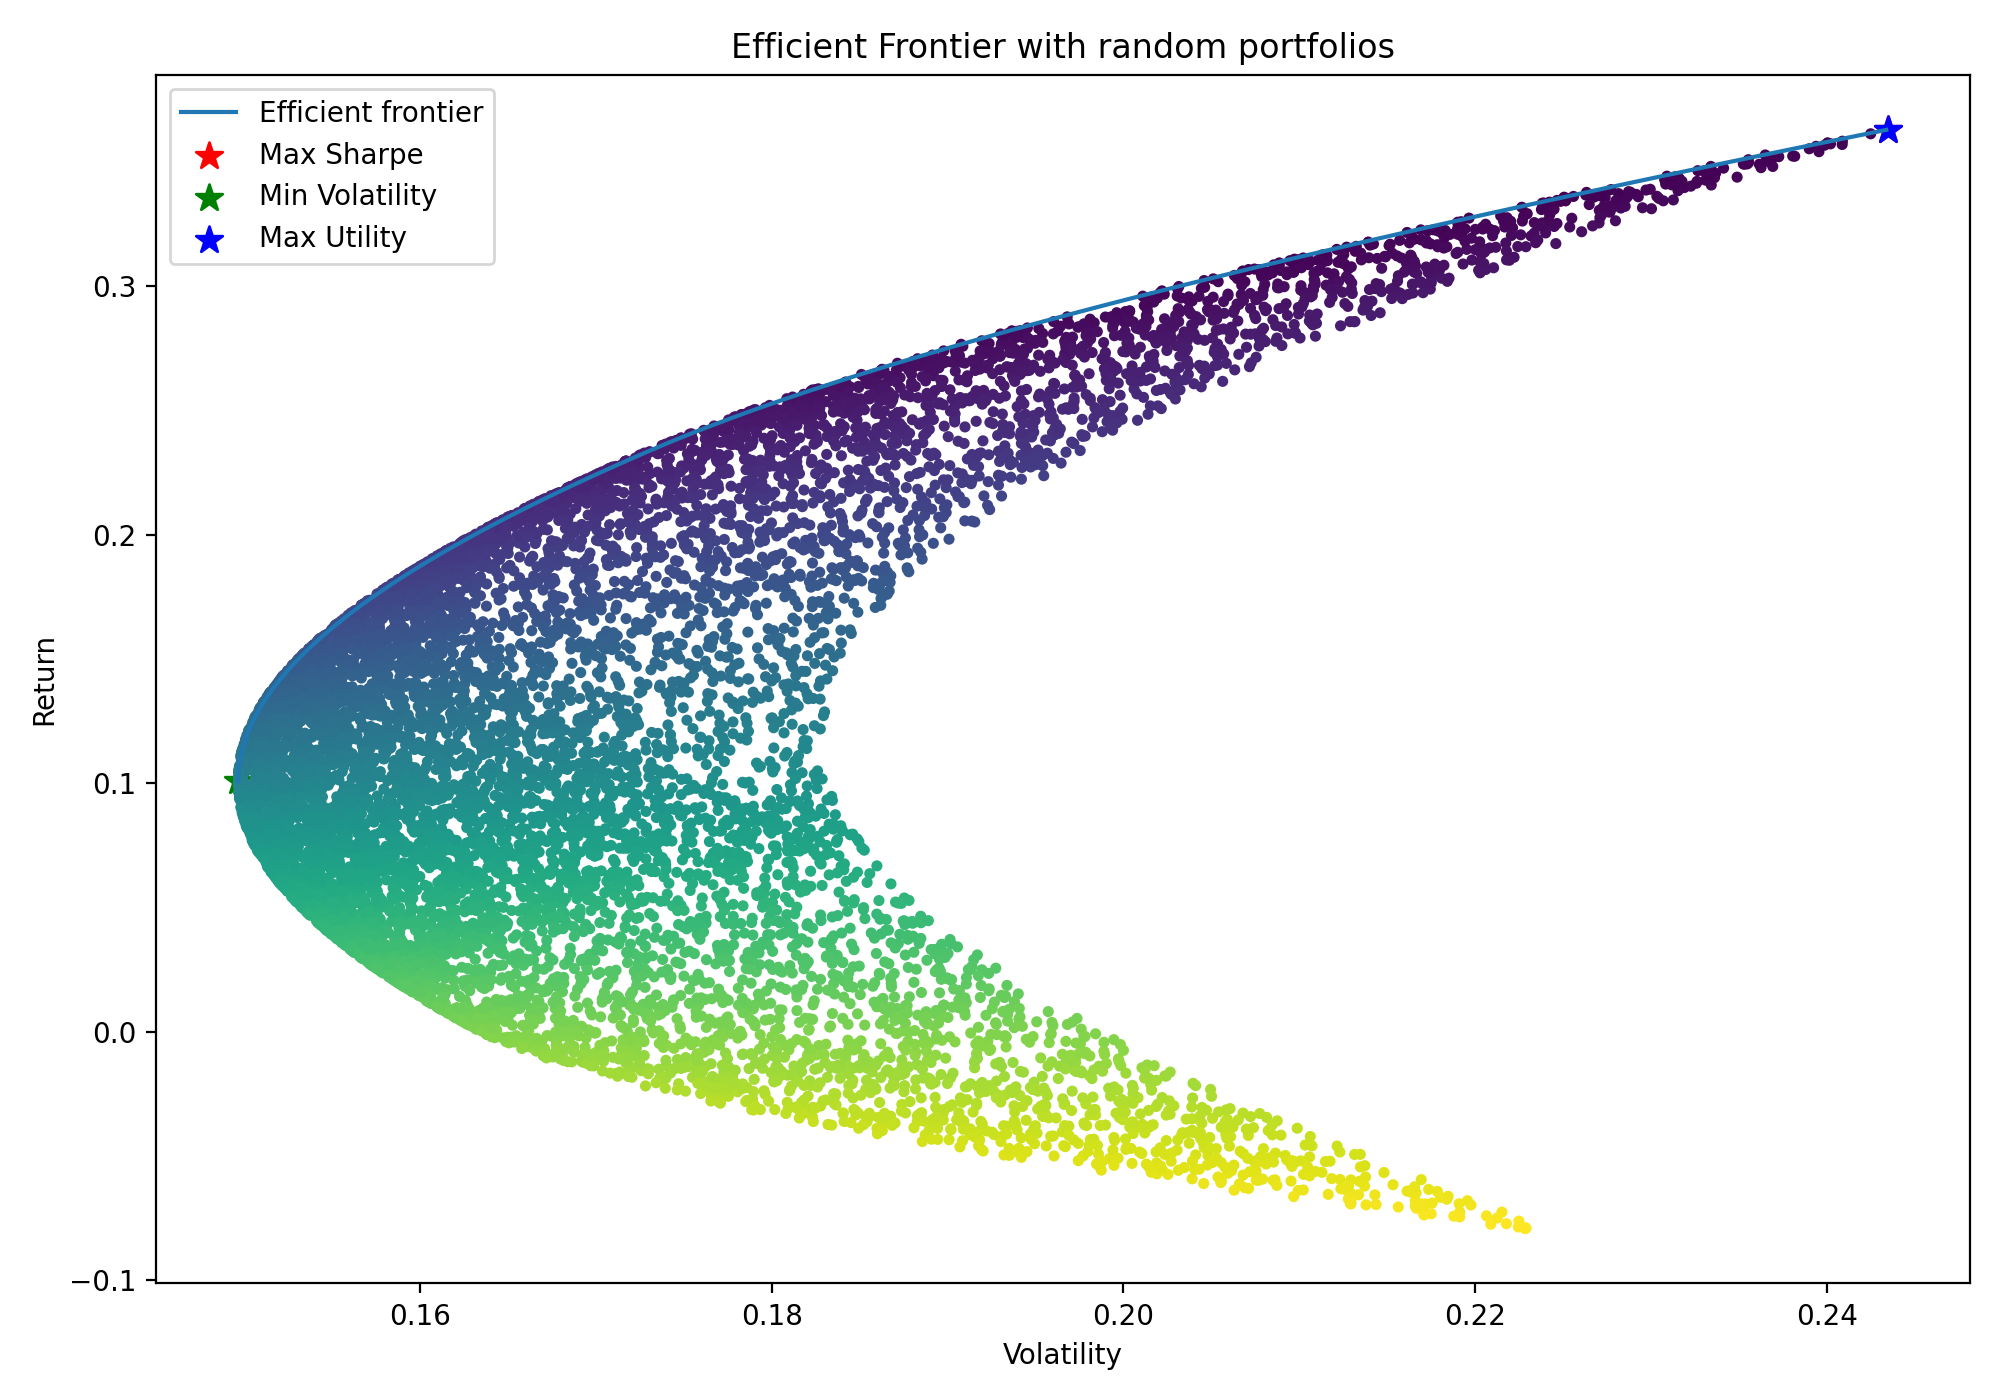 Efficient Frontier with random portfolios
Efficient frontier
Max Sharpe
Min Volatility
Max Utility
Return
0.3
0.2
0.1
0.0
−0.1
0.16 0.18 0.20 0.22 0.24
Volatility